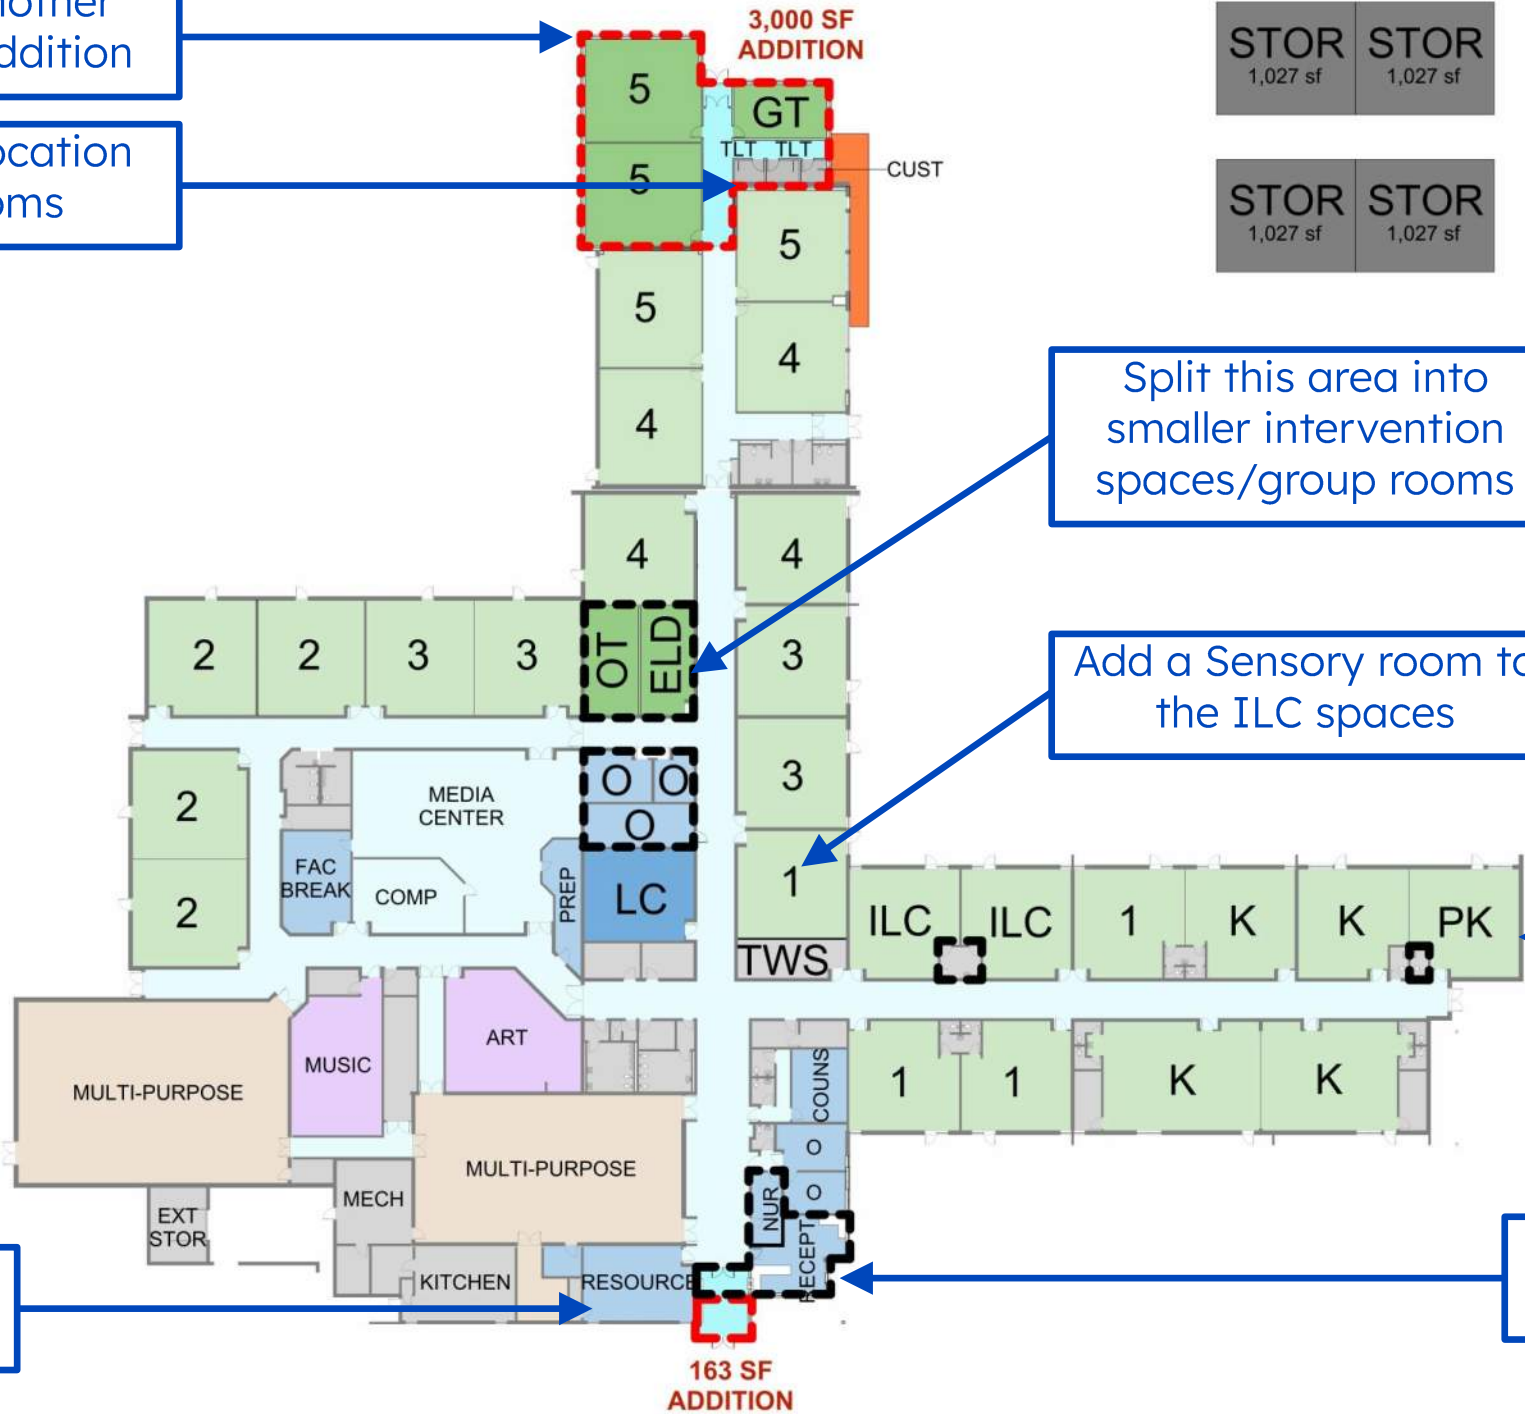 nother
ddition
ocation
oms
3,000 SF
ADDITION
STOR STOR
1,027 sf 1,027 sf
STOR STOR
1,027 sf 1,027 sf
5
GT
TLT TLT
CUST
5
5
5
4
4
Split this area into
smaller intervention
spaces/group rooms
4
4
2
2
3
3
OT
ELD
3
Add a Sensory room to
the ILC spaces
O
O
O
3
2
MEDIA
CENTER
FAC
BREAK
COMP
PREP
LC
1
2
TWS
ILC
ILC
1
K
K
PK
MULTI-PURPOSE
MUSIC
ART
COUNS
1
1
K
K
O
MULTI-PURPOSE
O
NUR
RECEPT
MECH
EXT
STOR
KITCHEN
RESOURCE
163 SF
ADDITION